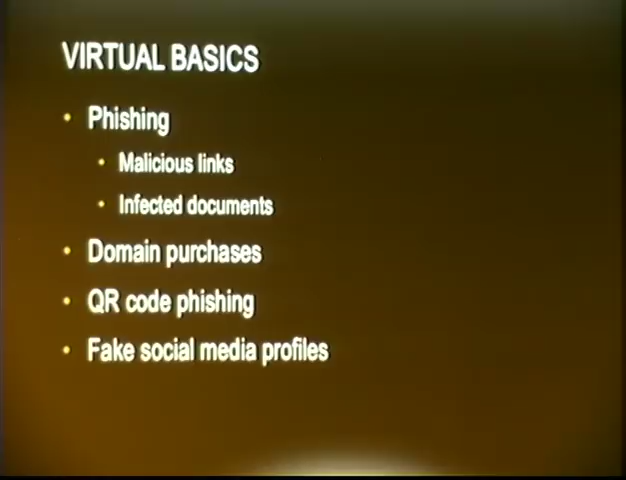 VIRTUAL BASICS
• Phishing
• Malicious links
• Infected documents
• Domain purchases
• QR code phishing
• Fake social media profiles